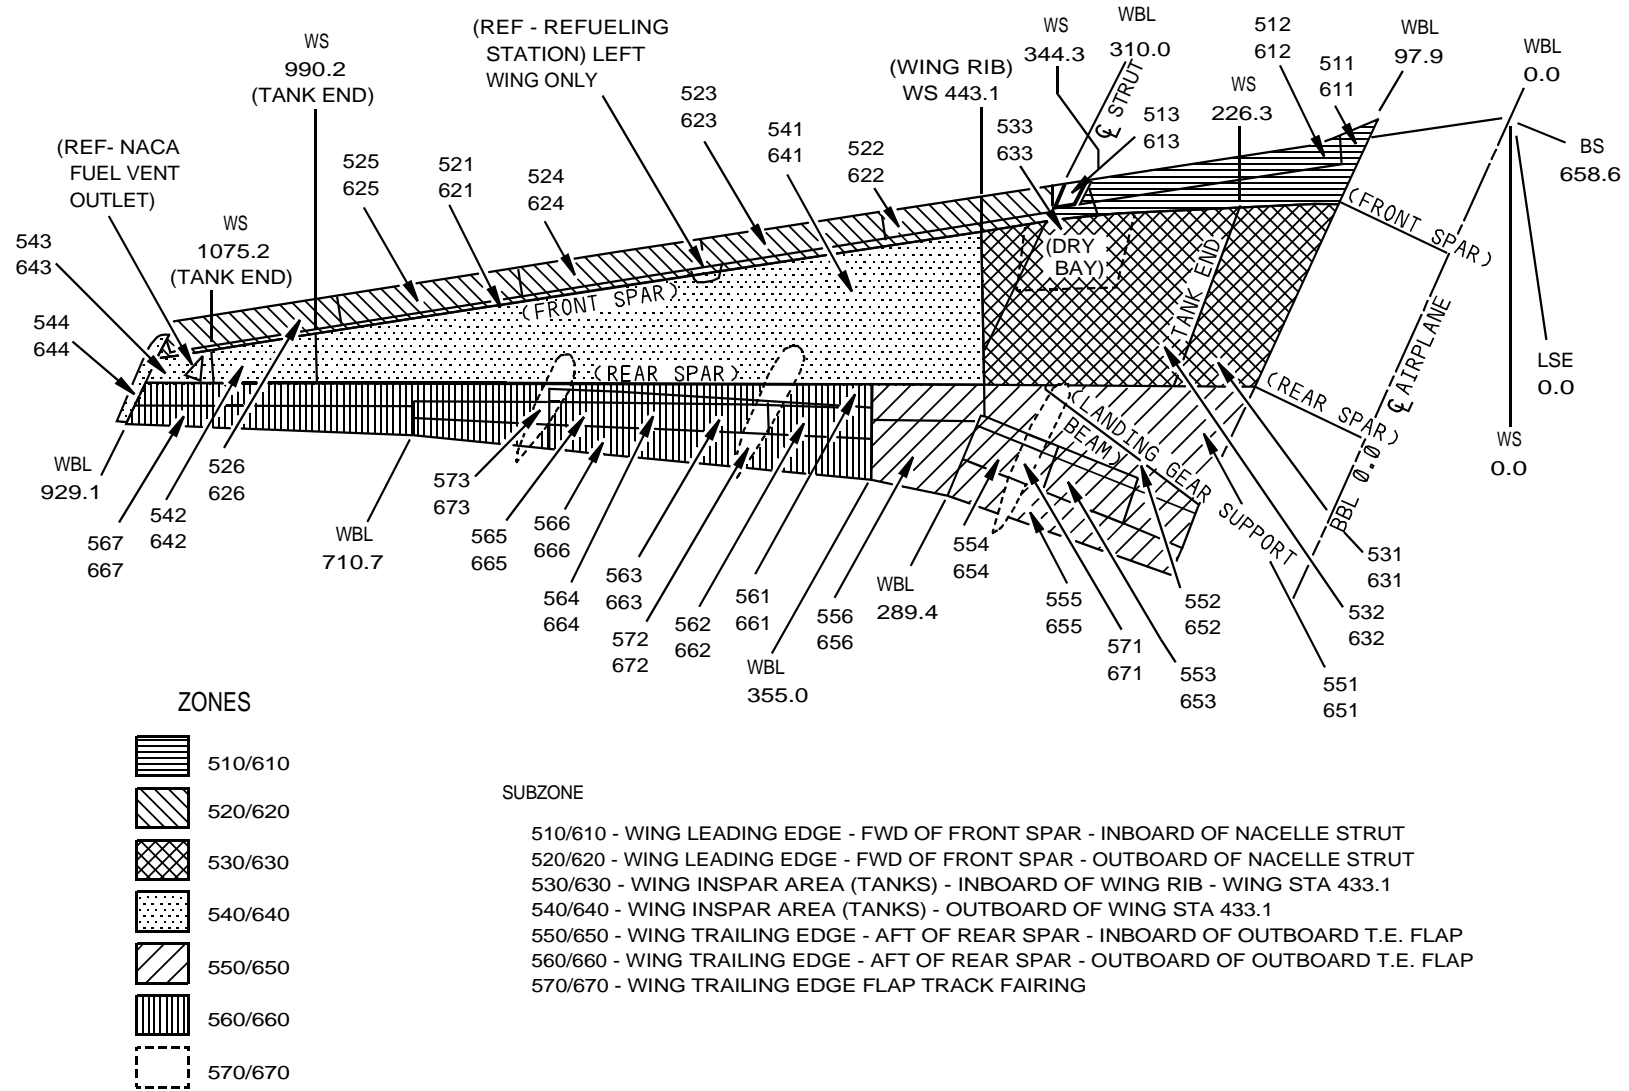 (REF - REFUELING
STATION) LEFT
WING ONLY
WS
990.2
(TANK END)
(REF- NACA
FUEL VENT
OUTLET)
WS
1075.2
(TANK END)
543
643
544
644
525
625
521
621
524
624
523
623
541
641
522
622
(WING RIB)
WS 443.1
533
633
WS
344.3
WBL
310.0
℄ STRUT
513
613
WS
226.3
512
612
511
611
WBL
97.9
WBL
0.0
BS
658.6
LSE
0.0
WS
0.0
(FRONT SPAR)
(FRONT SPAR)
(DRY
BAY)
(TANK END
(REAR SPAR)
(REAR SPAR)
℄ AIRPLANE
BBL 0.0
(LANDING GEAR SUPPORT
BEAM)
WBL
929.1
567
667
542
642
526
626
WBL
710.7
573
673
565
665
566
666
564
664
563
663
572
672
562
662
561
661
WBL
355.0
556
656
WBL
289.4
554
654
555
655
571
671
553
653
552
652
551
651
532
632
531
631
ZONES
510/610
520/620
530/630
540/640
550/650
560/660
570/670
SUBZONE
510/610 - WING LEADING EDGE - FWD OF FRONT SPAR - INBOARD OF NACELLE STRUT
520/620 - WING LEADING EDGE - FWD OF FRONT SPAR - OUTBOARD OF NACELLE STRUT
530/630 - WING INSPAR AREA (TANKS) - INBOARD OF WING RIB - WING STA 433.1
540/640 - WING INSPAR AREA (TANKS) - OUTBOARD OF WING STA 433.1
550/650 - WING TRAILING EDGE - AFT OF REAR SPAR - INBOARD OF OUTBOARD T.E. FLAP
560/660 - WING TRAILING EDGE - AFT OF REAR SPAR - OUTBOARD OF OUTBOARD T.E. FLAP
570/670 - WING TRAILING EDGE FLAP TRACK FAIRING